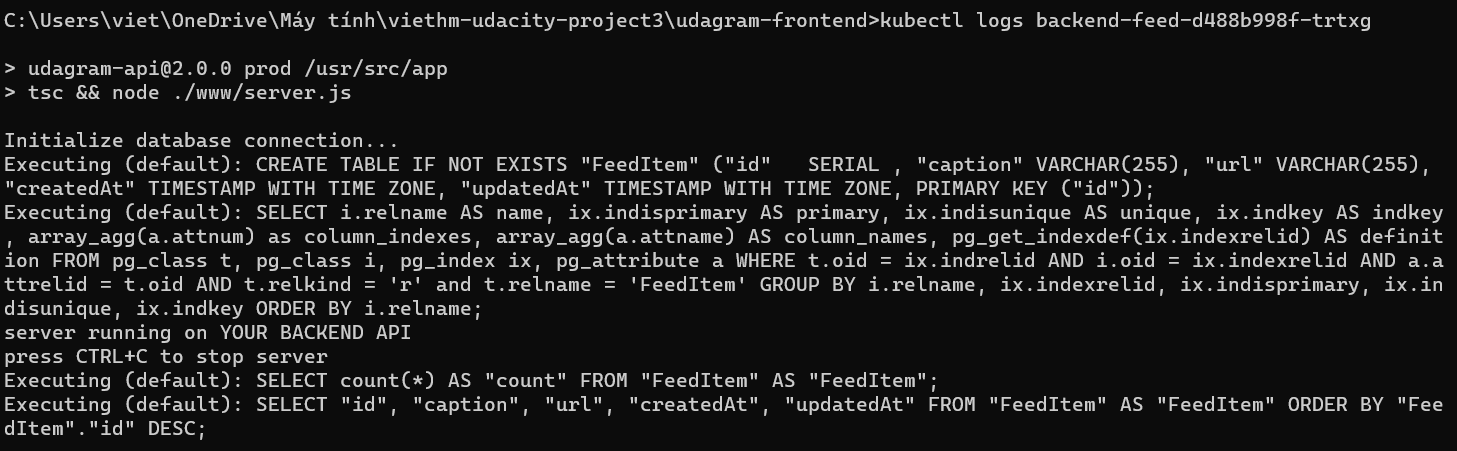 C:\Users\viet\OneDrive\Máy tính\viethm-udacity-project3\udagram-frontend>kubectl logs backend-feed-d488b998f-trtxg
> udagram-api@2.0.0 prod /usr/src/app
> tsc && node ./www/server.js
Initialize database connection...
Executing (default): CREATE TABLE IF NOT EXISTS "FeedItem" ("id"   SERIAL , "caption" VARCHAR(255), "url" VARCHAR(255),
"createdAt" TIMESTAMP WITH TIME ZONE, "updatedAt" TIMESTAMP WITH TIME ZONE, PRIMARY KEY ("id"));
Executing (default): SELECT i.relname AS name, ix.indisprimary AS primary, ix.indisunique AS unique, ix.indkey AS indkey
, array_agg(a.attnum) as column_indexes, array_agg(a.attname) AS column_names, pg_get_indexdef(ix.indexrelid) AS definit
ion FROM pg_class t, pg_class i, pg_index ix, pg_attribute a WHERE t.oid = ix.indrelid AND i.oid = ix.indexrelid AND a.a
ttrelid = t.oid AND t.relkind = 'r' and t.relname = 'FeedItem' GROUP BY i.relname, ix.indexrelid, ix.indisprimary, ix.in
disunique, ix.indkey ORDER BY i.relname;
server running on YOUR BACKEND API
press CTRL+C to stop server
Executing (default): SELECT count(*) AS "count" FROM "FeedItem" AS "FeedItem";
Executing (default): SELECT "id", "caption", "url", "createdAt", "updatedAt" FROM "FeedItem" AS "FeedItem" ORDER BY "Fee
dItem"."id" DESC;